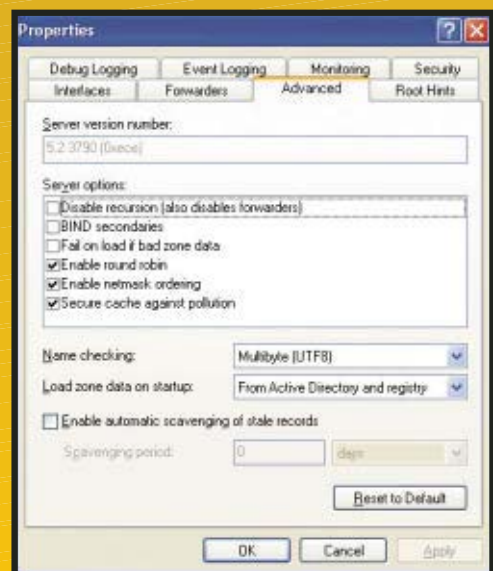 Properties
Debug Logging Event Logging Monitoring Security
Interfaces Forwarders Advanced Root Hints
Server version number:
5.2 3790 (0xece)
Server options:
Disable recursion (also disables forwarders)
BIND secondaries
Fail on load if bad zone data
Enable round robin
Enable netmask ordering
Secure cache against pollution
Name checking: Multibyte (UTF8)
Load zone data on startup: From Active Directory and registry
Enable automatic scavenging of stale records
Scavenging period: 0 days
Reset to Default
OK Cancel Apply